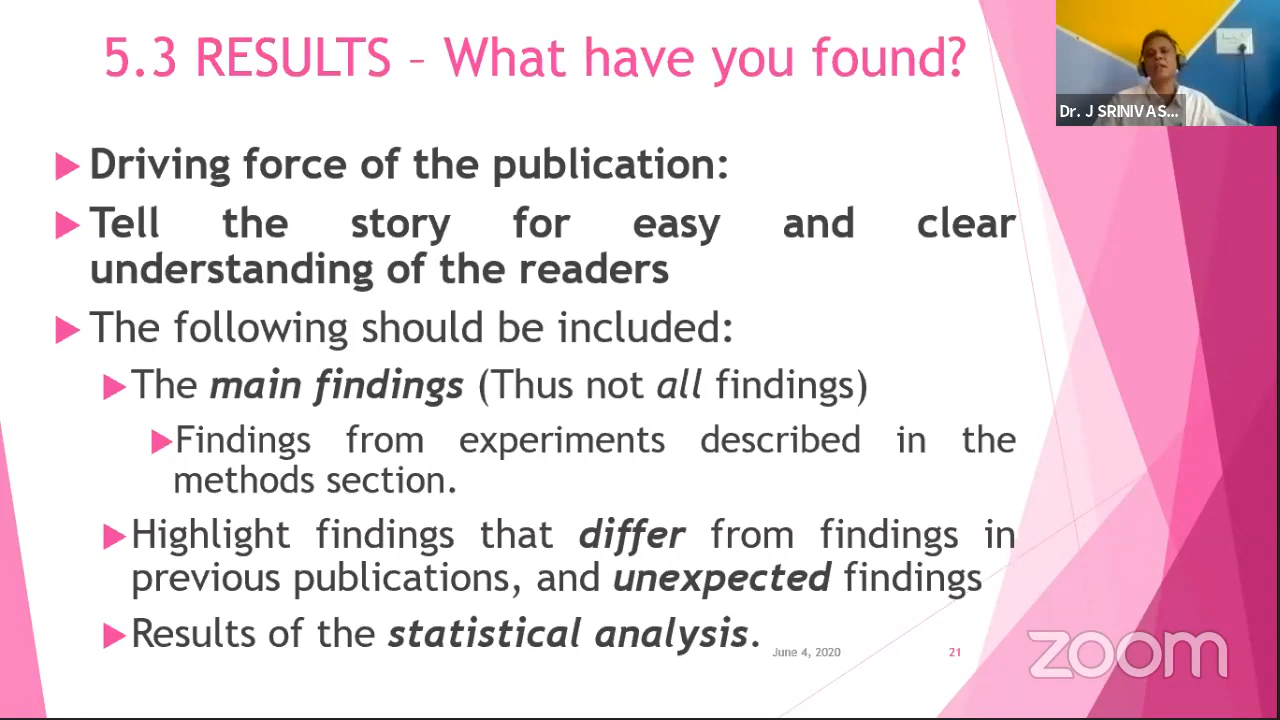 5.3 RESULTS – What have you found?
Dr. J SRINIVAS...
Driving force of the publication:
Tell the story for easy and clear
understanding of the readers
The following should be included:
The main findings (Thus not all findings)
Findings from experiments described in the
methods section.
Highlight findings that differ from findings in
previous publications, and unexpected findings
Results of the statistical analysis.
June 4, 2020
21
zoom